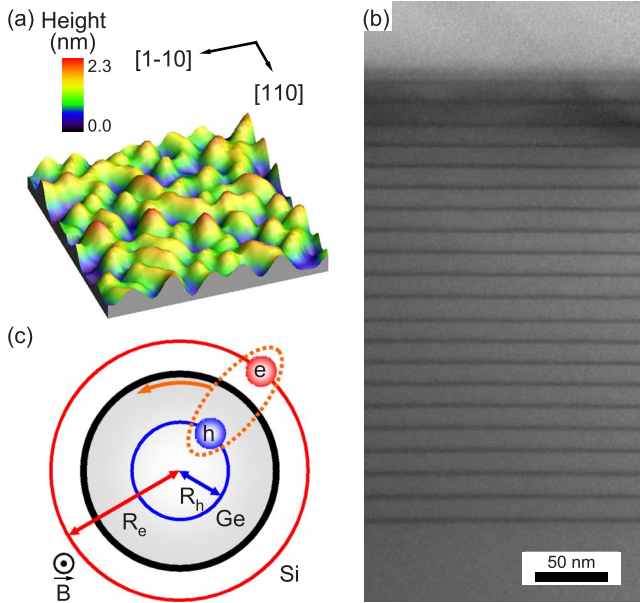 (a)
Height
(nm)
2.3
0.0
[1-10]
[110]
(b)
50 nm
(c)
e
h
R_h
R_e
Ge
Si
B